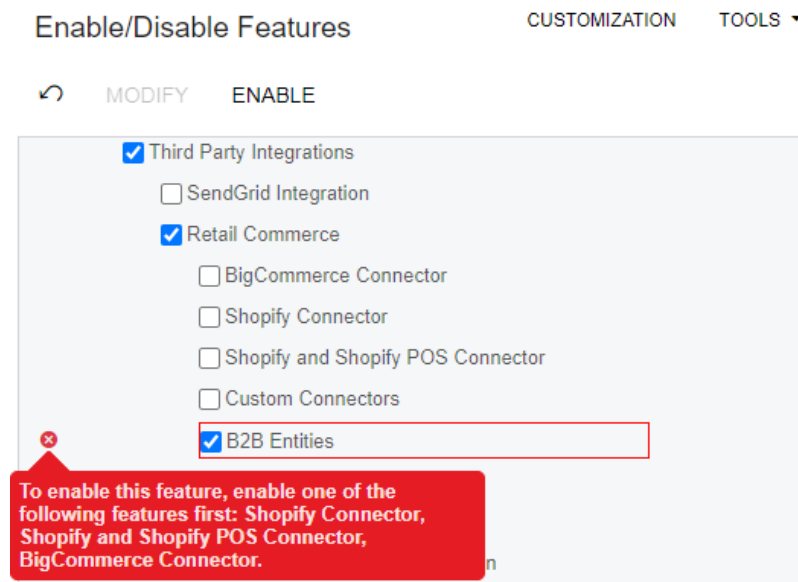 Enable/Disable Features
CUSTOMIZATION
TOOLS
MODIFY
ENABLE
Third Party Integrations
SendGrid Integration
Retail Commerce
BigCommerce Connector
Shopify Connector
Shopify and Shopify POS Connector
Custom Connectors
B2B Entities
To enable this feature, enable one of the
following features first: Shopify Connector,
Shopify and Shopify POS Connector,
BigCommerce Connector.